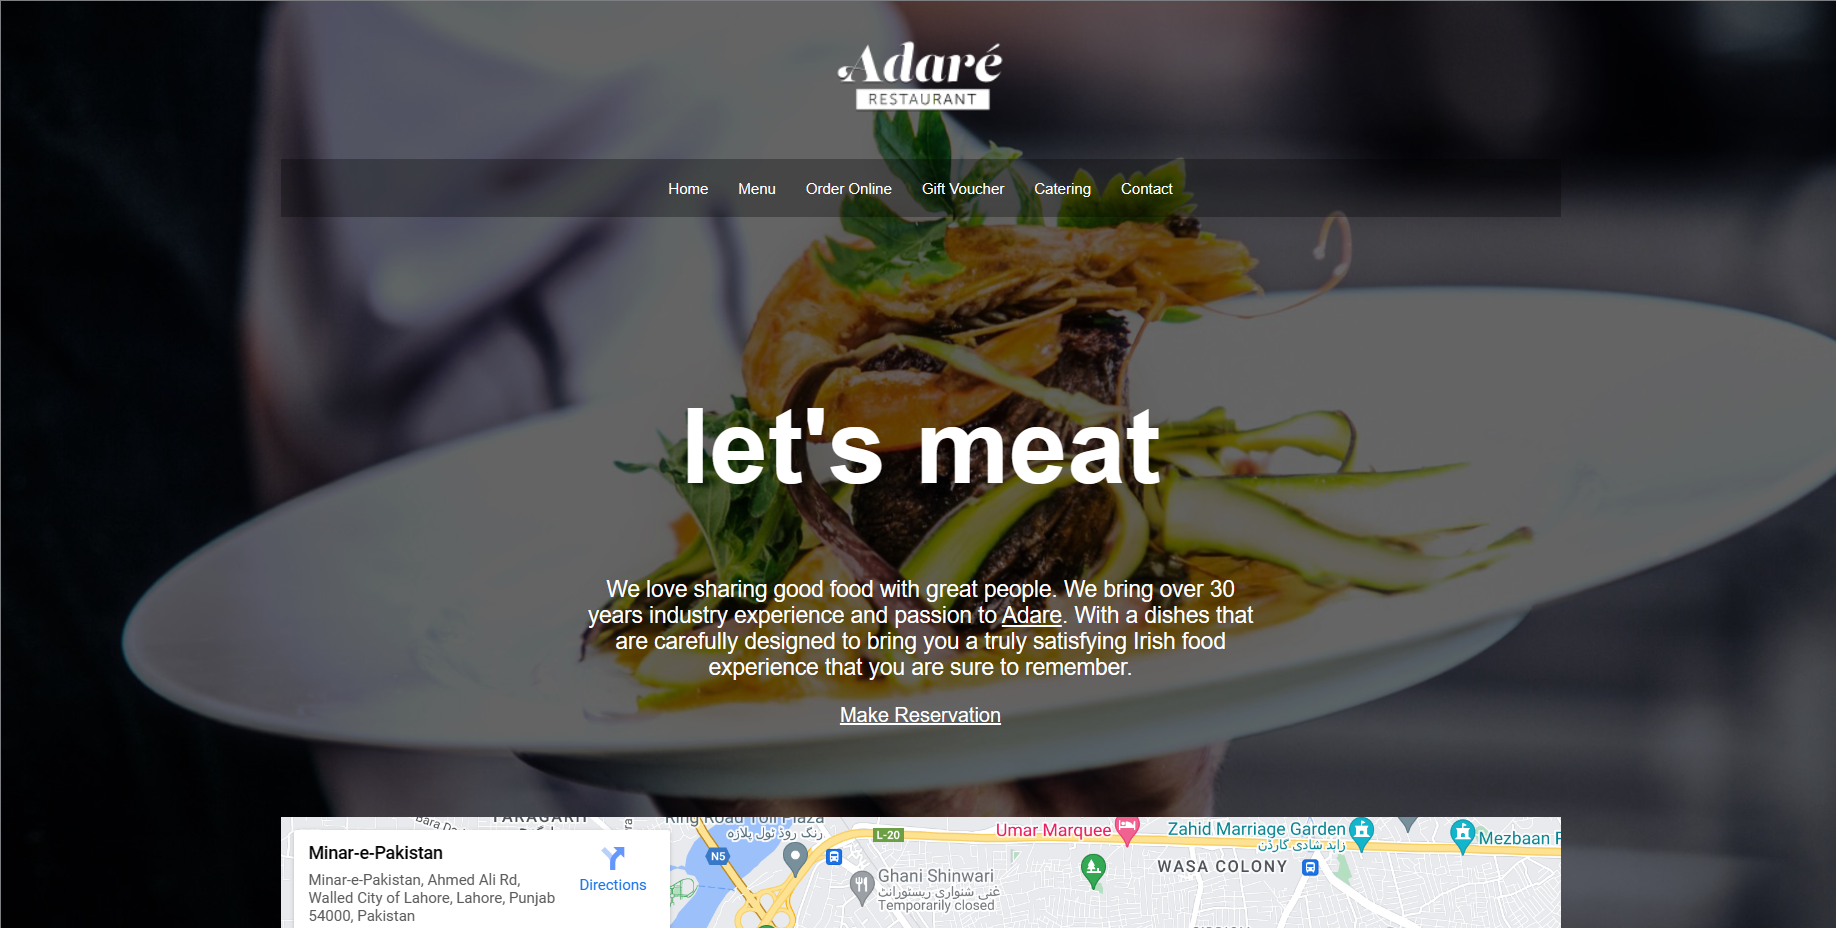 Adaré
RESTAURANT
Home Menu Order Online Gift Voucher Catering Contact
let's meat
We love sharing good food with great people. We bring over 30
years industry experience and passion to Adare. With a dishes that
are carefully designed to bring you a truly satisfying Irish food
experience that you are sure to remember.
Make Reservation
Minar-e-Pakistan
Directions
Minar-e-Pakistan, Ahmed Ali Rd,
Walled City of Lahore, Lahore, Punjab
54000, Pakistan
Ring Road Toll Plaza
رنگ روڈ ٹول پلازہ
N5
L-20
Umar Marquee
Zahid Marriage Garden
زاہد شادی گارڈن
Mezbaan
WASA COLONY
Ghani Shinwari
غنی شنواری ریسٹورانٹ
Temporarily closed